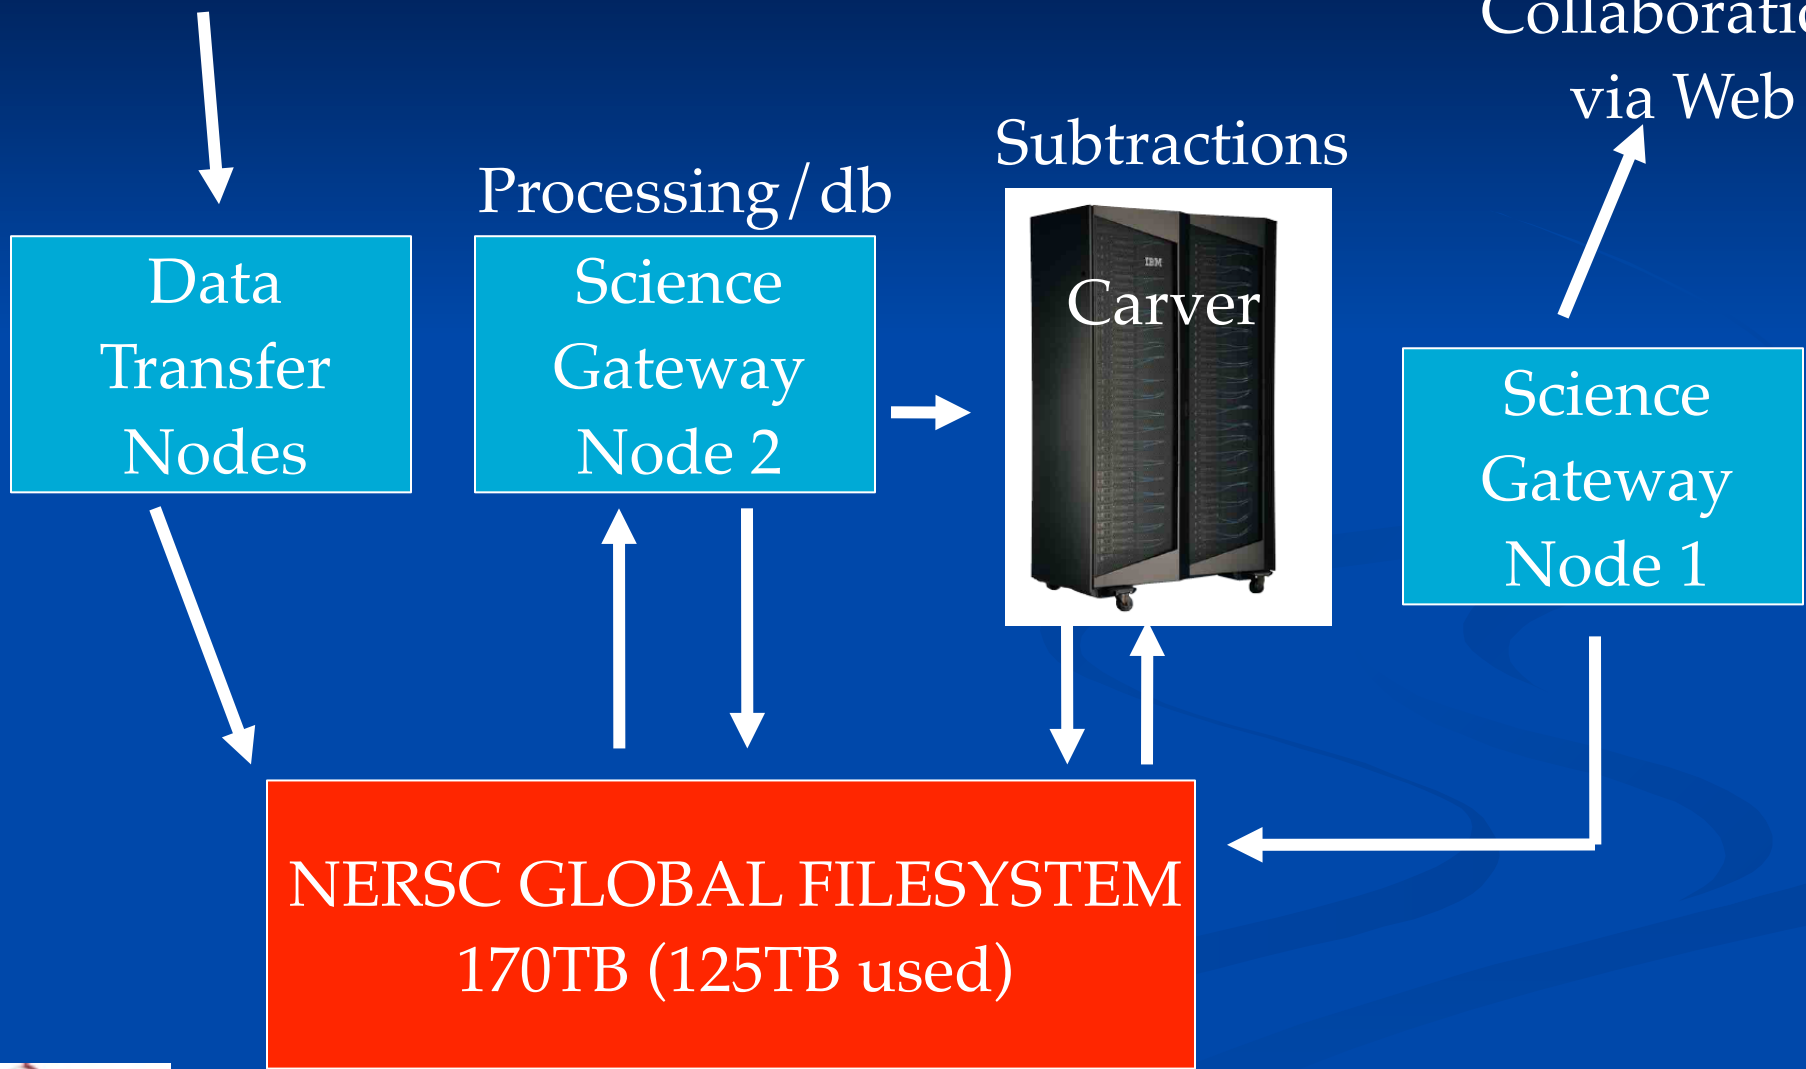 via Web
Subtractions
Processing/db
Data
Transfer
Nodes
Science
Gateway
Node 2
IBM
Carver
Science
Gateway
Node 1
NERSC GLOBAL FILESYSTEM
170TB (125TB used)